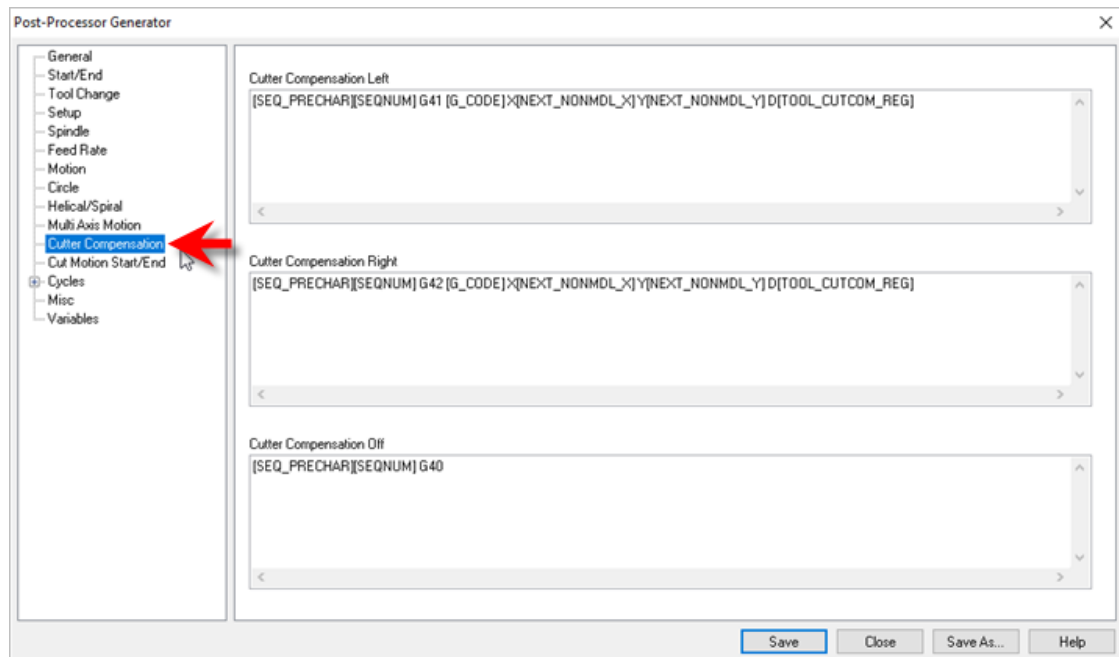 Post-Processor Generator
General
Start/End
Tool Change
Setup
Spindle
Feed Rate
Motion
Circle
Helical/Spiral
Multi Axis Motion
Cutter Compensation
Cut Motion Start/End
Cycles
Misc
Variables
Cutter Compensation Left
[SEQ_PRECHAR][SEQNUM] G41 [G_CODE] X[NEXT_NONMDL_X] Y[NEXT_NONMDL_Y] D[TOOL_CUTCOM_REG]
Cutter Compensation Right
[SEQ_PRECHAR][SEQNUM] G42 [G_CODE] X[NEXT_NONMDL_X] Y[NEXT_NONMDL_Y] D[TOOL_CUTCOM_REG]
Cutter Compensation Off
[SEQ_PRECHAR][SEQNUM] G40
Save
Close
Save As...
Help